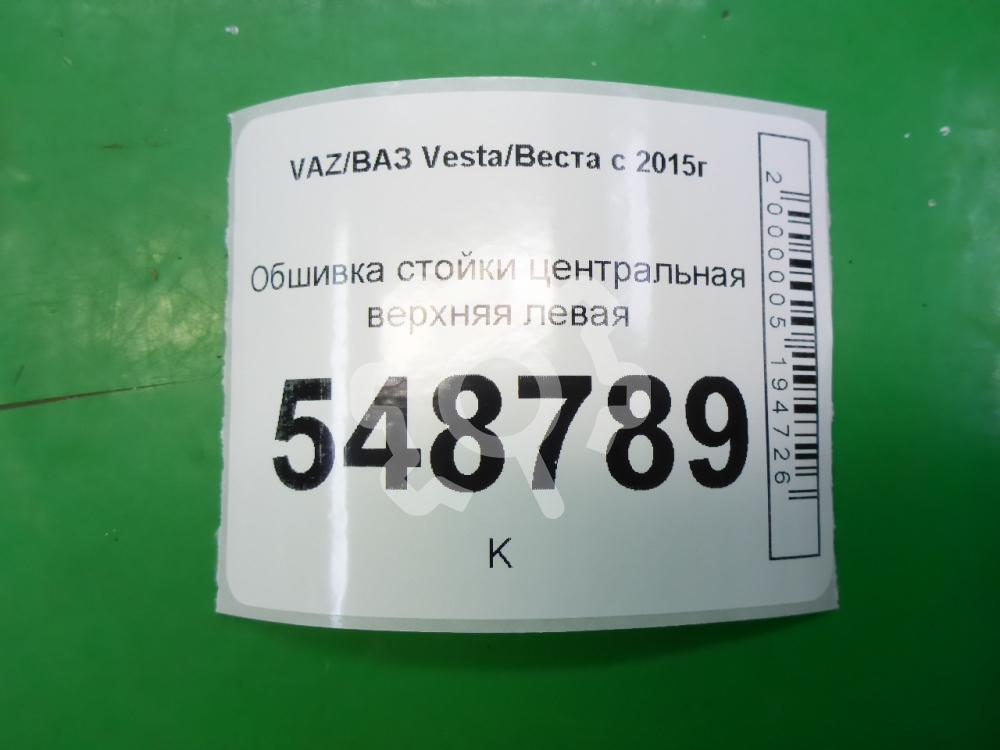 VAZ/ВАЗ Vesta/Веста с 2015г
Обшивка стойки центральная
верхняя левая
548789
К
2000005194726